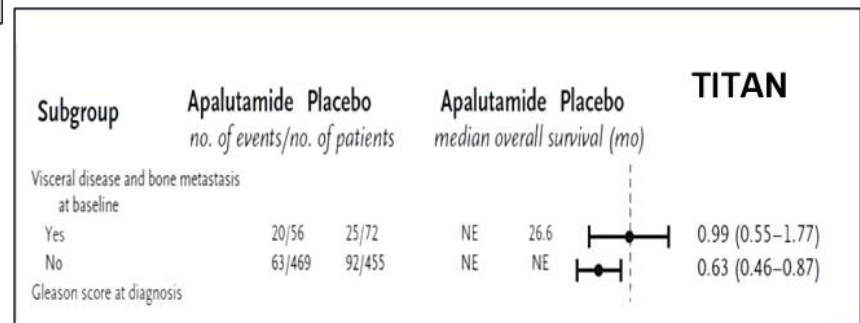 TITAN
Subgroup Apalutamide Placebo Apalutamide Placebo
no. of events/no. of patients median overall survival (mo)
Visceral disease and bone metastasis
at baseline
Yes 20/56 25/72 NE 26.6 0.99 (0.55–1.77)
No 63/469 92/455 NE NE 0.63 (0.46–0.87)
Gleason score at diagnosis